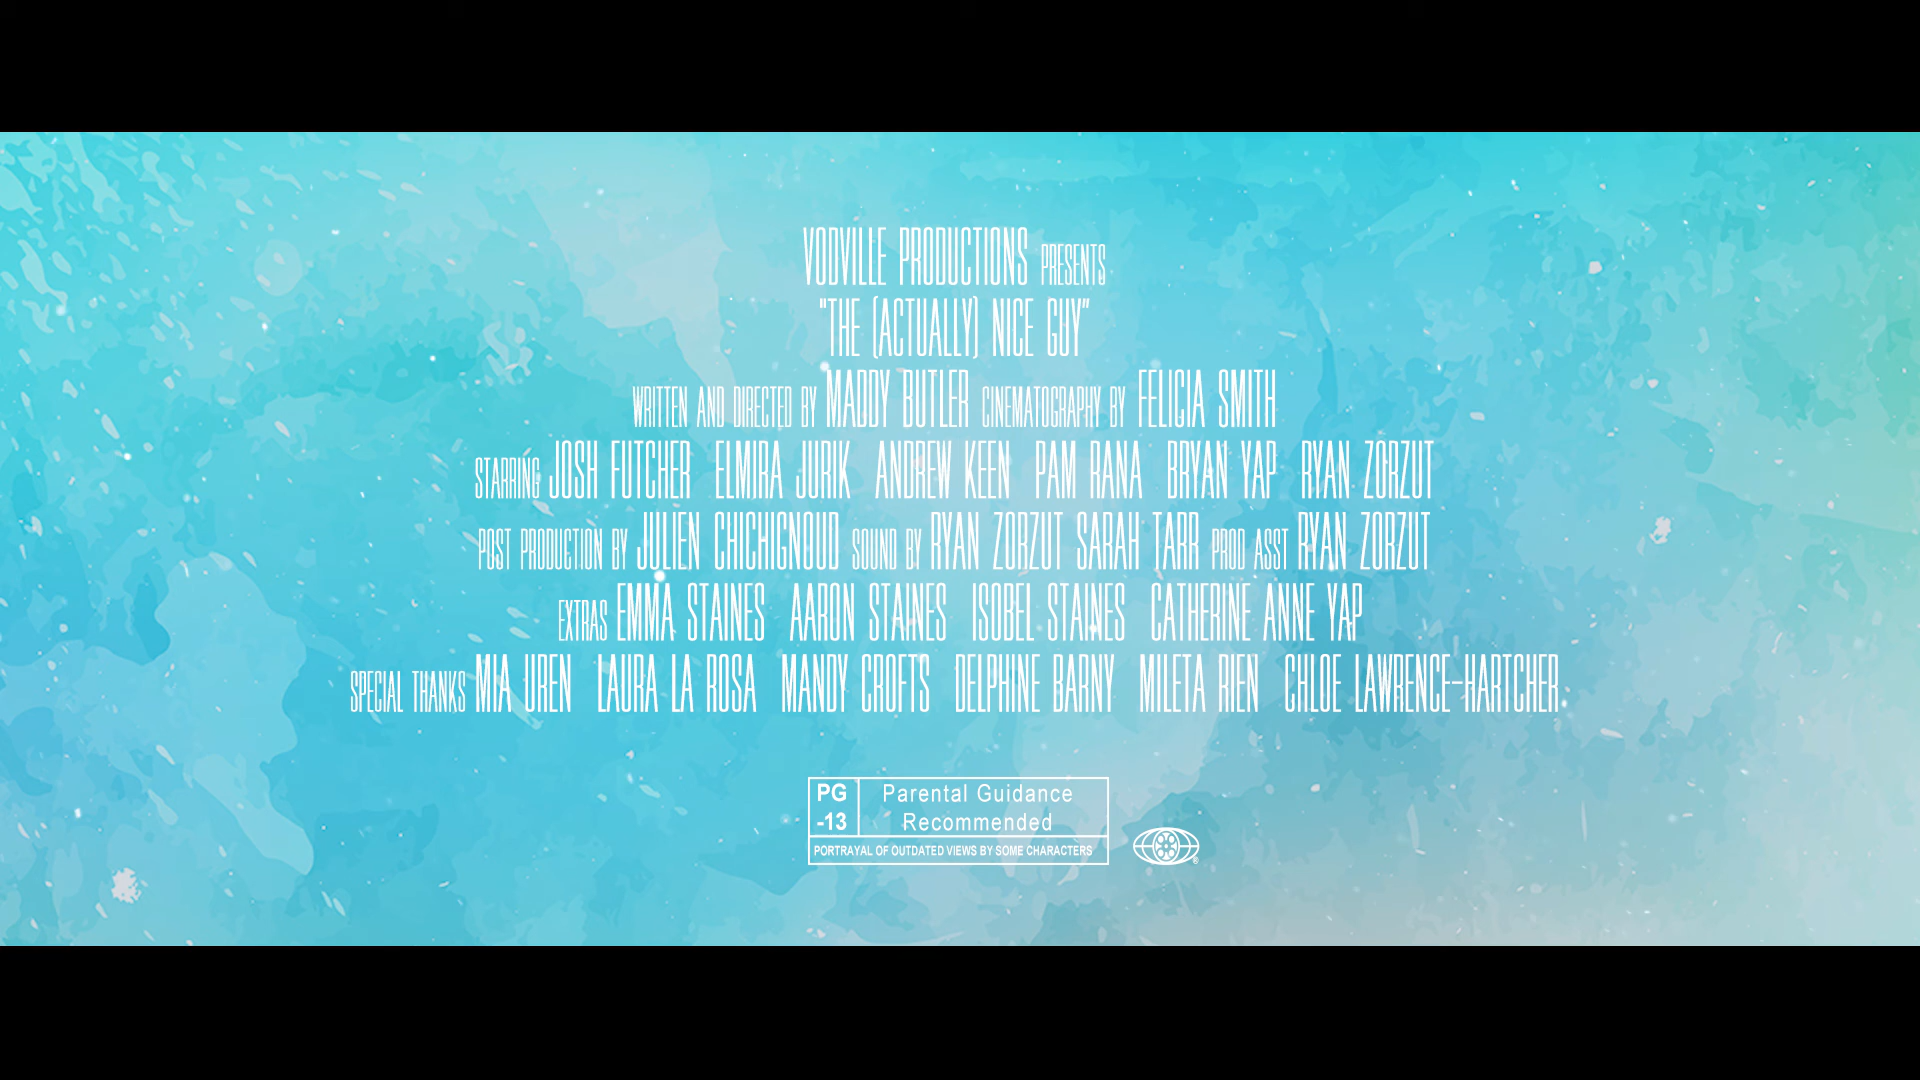 VODVILLE PRODUCTIONS PRESENTS
"THE (ACTUALLY) NICE GUY"
WRITTEN AND DIRECTED BY MADDY BUTLER CINEMATOGRAPHY BY FELICIA SMITH
STARRING JOSH FUTCHER ELMIRA JURIK ANDREW KEEN PAM RANA BRYAN YAP RYAN ZORZUT
POST PRODUCTION BY JULIEN CHICHIGNOUD SOUND BY RYAN ZORZUT SARAH TARR PROD ASST RYAN ZORZUT
EXTRAS EMMA STAINES AARON STAINES ISOBEL STAINES CATHERINE ANNE YAP
SPECIAL THANKS MIA UREN LAURA LA ROSA MANDY CROFTS DELPHINE BARNY MILETA RIEN CHLOE LAWRENCE-HARTCHER
PG Parental Guidance
-13 Recommended
PORTRAYAL OF OUTDATED VIEWS BY SOME CHARACTERS
®